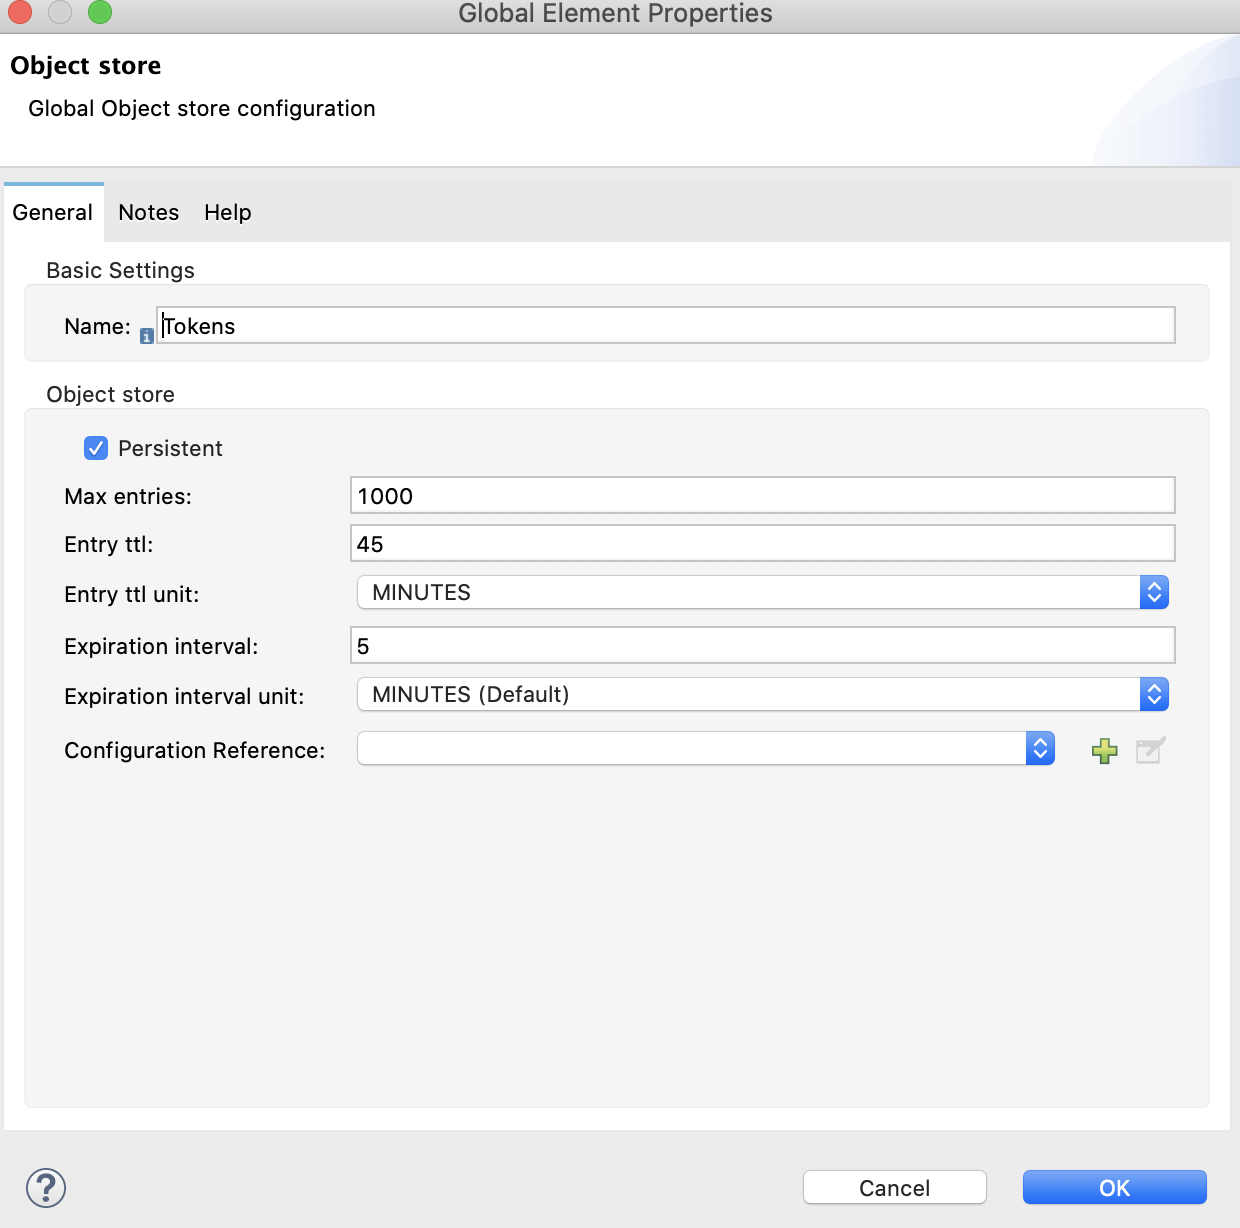 Global Element Properties
Object store
Global Object store configuration
General Notes Help
Basic Settings
Name: Tokens
Object store
Persistent
Max entries: 1000
Entry ttl: 45
Entry ttl unit: MINUTES
Expiration interval: 5
Expiration interval unit: MINUTES (Default)
Configuration Reference:
? Cancel OK